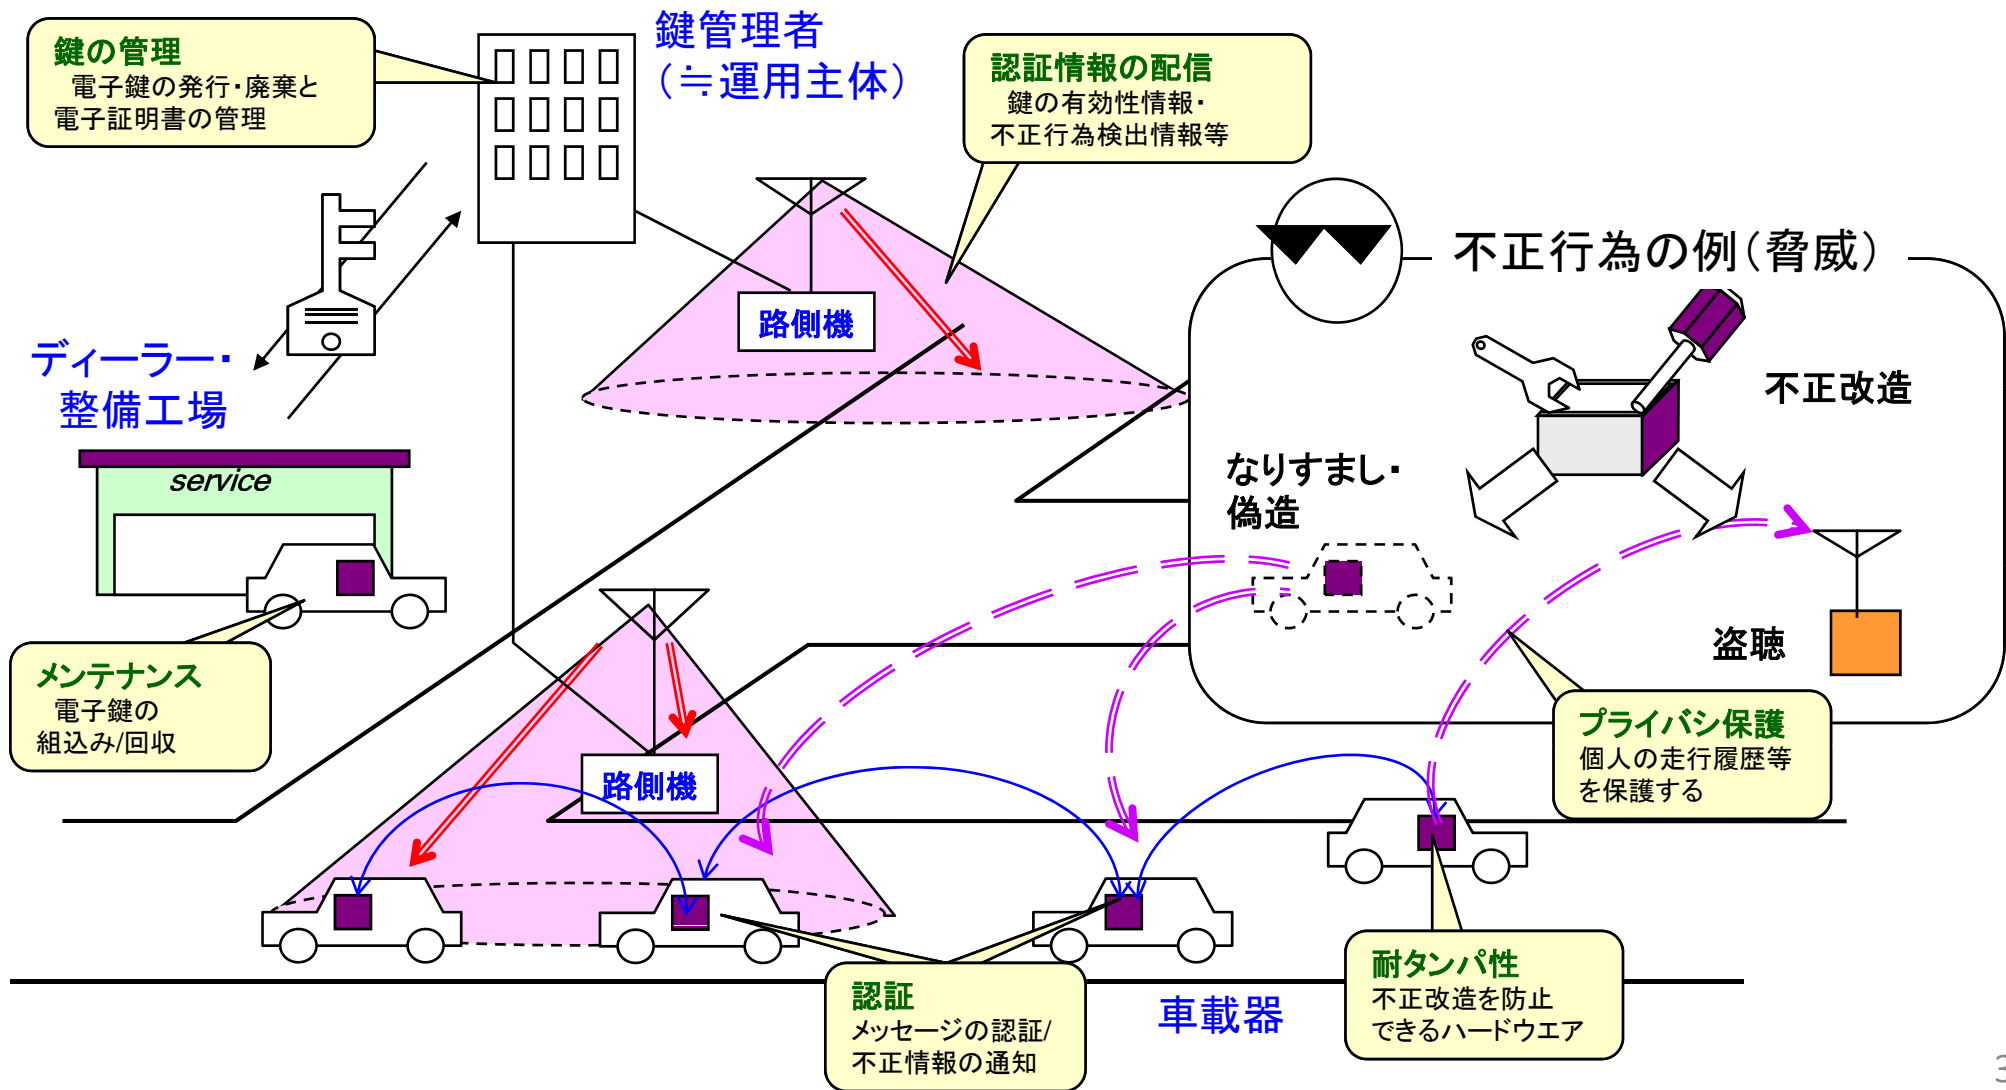 鍵の管理
電子鍵の発行・廃棄と
電子証明書の管理
鍵管理者
（≒運用主体）
認証情報の配信
鍵の有効性情報・
不正行為検出情報等
不正行為の例（脅威）
路側機
ディーラー・
整備工場
不正改造
なりすまし・
偽造
service
盗聴
メンテナンス
電子鍵の
組込み/回収
プライバシ保護
個人の走行履歴等
を保護する
路側機
認証
メッセージの認証/
不正情報の通知
車載器
耐タンパ性
不正改造を防止
できるハードウエア